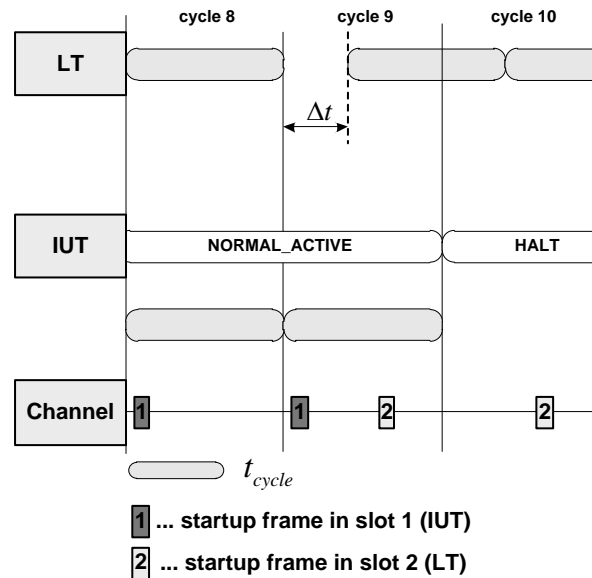 cycle 8 cycle 9 cycle 10
LT
Δt
IUT
NORMAL_ACTIVE HALT
Channel
1 1 2 2
t_cycle
1 ... startup frame in slot 1 (IUT)
2 ... startup frame in slot 2 (LT)